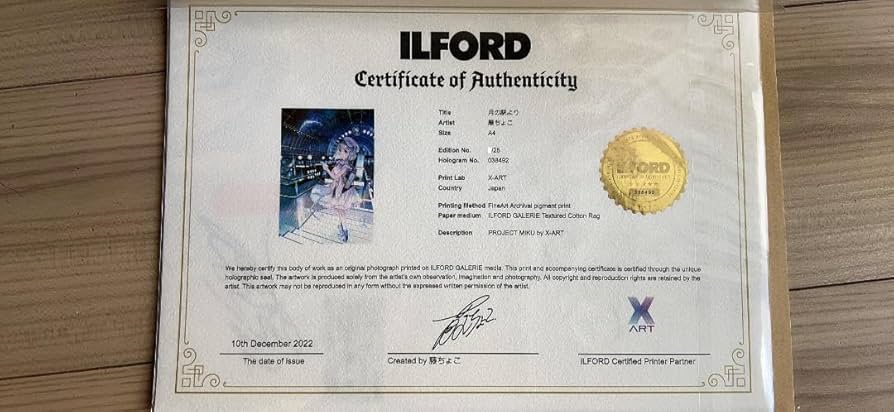 ILFORD
Certificate of Authenticity
Title 月の駅より
Artist 藤ちょこ
Size A4
Edition No. /25
Hologram No. 038492
Print Lab X-ART
Country Japan
Printing Method FineArt Archival pigment print
Paper medium ILFORD GALERIE Textured Cotton Rag
Description PROJECT MIKU by X-ART
ILFORD
038492
We hereby certify this body of work as an original photograph printed on ILFORD GALERIE media. This print and accompanying certificate is certified through the unique
holographic seal. The artwork is produced solely from the artist's own observation, imagination and photography. All copyright and reproduction rights are retained by the
artist. This artwork may not be reproduced in any form without the expressed written permission of the artist.
X
ART
10th December 2022
The date of issue
Created by 藤ちょこ
ILFORD Certified Printer Partner